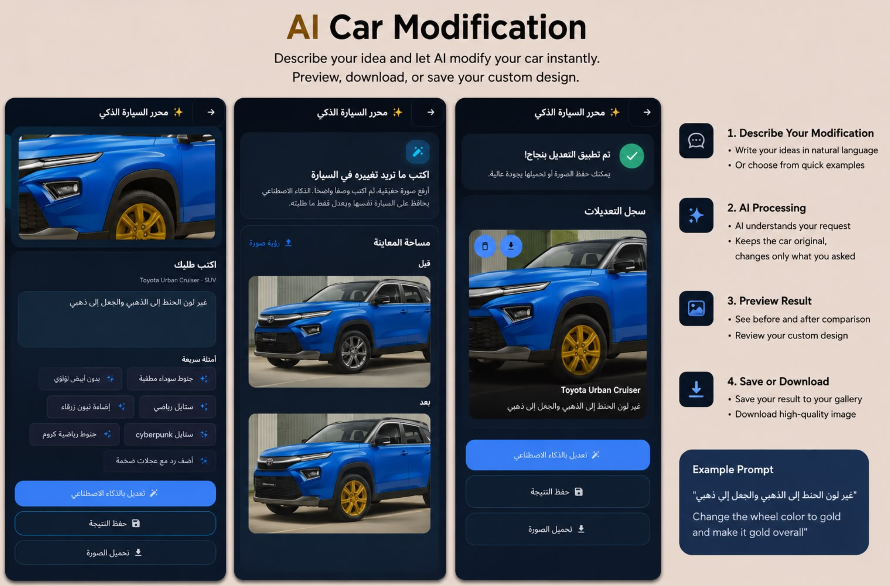 AI Car Modification
Describe your idea and let AI modify your car instantly.
Preview, download, or save your custom design.
محرر السيارة الذكي
اكتب طلبك
Toyota Urban Cruiser · SUV
غير لون الحنط إلى الذهبي والجعل إلى ذهبي
أمثلة سريعة
جنوط سوداء مطفية
بدون أبيض لؤلؤي
ستايل رياضي
إضاءة نيون زرقاء
ستايل cyberpunk
جنوط رياضية كروم
أضف رد مع عجلات ضخمة
تعديل بالذكاء الاصطناعي
حفظ النتيجة
تحميل الصورة
محرر السيارة الذكي
اكتب ما تريد تغييره في السيارة
أرفع صورة حقيقية، ثم اكتب وصفا واضحاً. الذكاء الاصطناعي
يحافظ على السيارة نفسها ويعدل فقط ما طلبته.
مساحة المعاينة
رؤية صورة
قبل
بعد
محرر السيارة الذكي
تم تطبيق التعديل بنجاح!
يمكنك حفظ الصورة أو تحميلها بجودة عالية.
سجل التعديلات
Toyota Urban Cruiser
غير لون الحنط إلى الذهبي والجعل إلى ذهبي
تعديل بالذكاء الاصطناعي
حفظ النتيجة
تحميل الصورة
1. Describe Your Modification
• Write your ideas in natural language
• Or choose from quick examples
2. AI Processing
• AI understands your request
• Keeps the car original,
changes only what you asked
3. Preview Result
• See before and after comparison
• Review your custom design
4. Save or Download
• Save your result to your gallery
• Download high-quality image
Example Prompt
"غير لون الحنط إلى الذهبي والجعل إلى ذهبي"
Change the wheel color to gold
and make it gold overall"